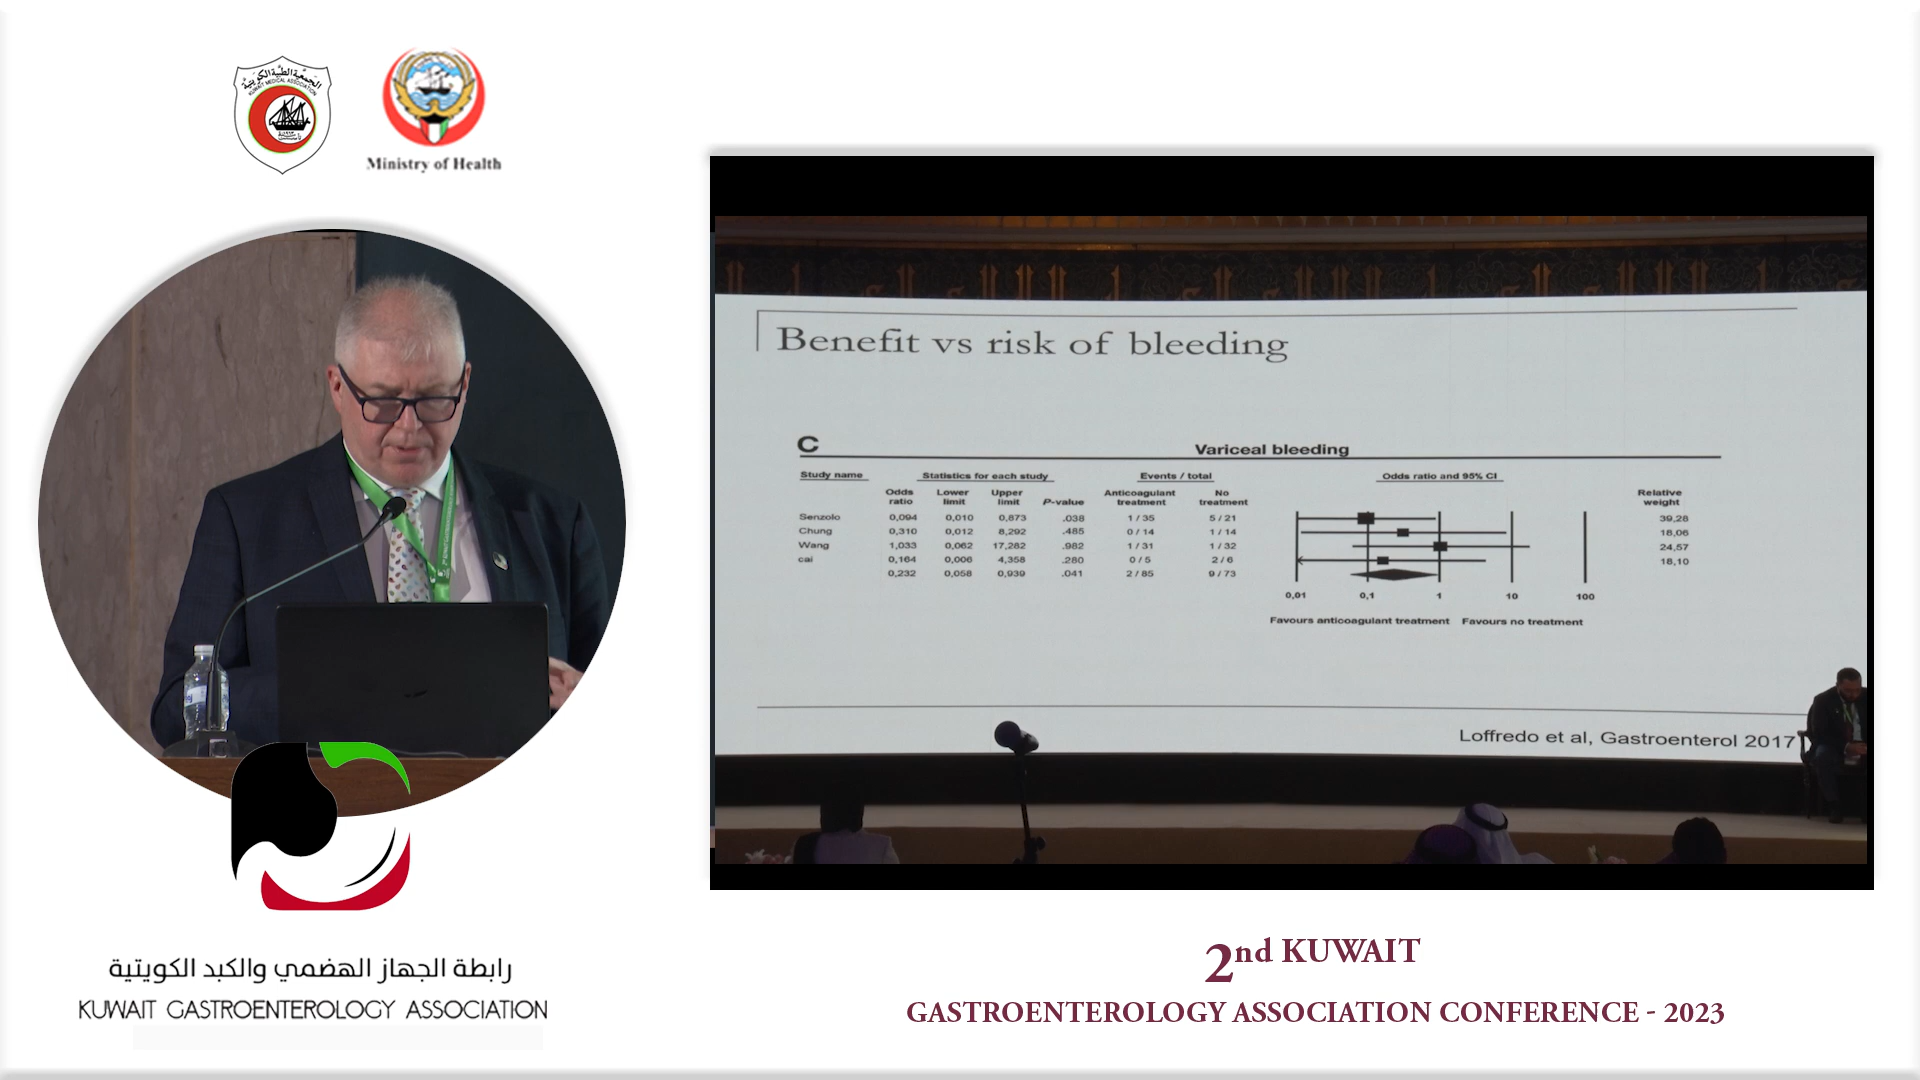 الجمعية الطبية الكويتية
KUWAIT MEDICAL ASSOCIATION
Ministry of Health
Benefit vs risk of bleeding
C
Variceal bleeding
Study name Statistics for each study Events / total Odds ratio and 95% CI
Odds ratio Lower limit Upper limit P-value Anticoagulant treatment No treatment Relative weight
Senzolo 0,094 0,010 0,873 .038 1 / 35 5 / 21 39,28
Chung 0,310 0,012 8,292 .485 0 / 14 1 / 14 18,06
Wang 1,033 0,062 17,282 .982 1 / 31 1 / 32 24,57
cai 0,164 0,006 4,358 .280 0 / 5 2 / 6 18,10
0,232 0,058 0,939 .041 2 / 85 9 / 73
0,01 0,1 1 10 100
Favours anticoagulant treatment Favours no treatment
Loffredo et al, Gastroenterol 2017
رابطة الجهاز الهضمي والكبد الكويتية
KUWAIT GASTROENTEROLOGY ASSOCIATION
2nd KUWAIT
GASTROENTEROLOGY ASSOCIATION CONFERENCE - 2023